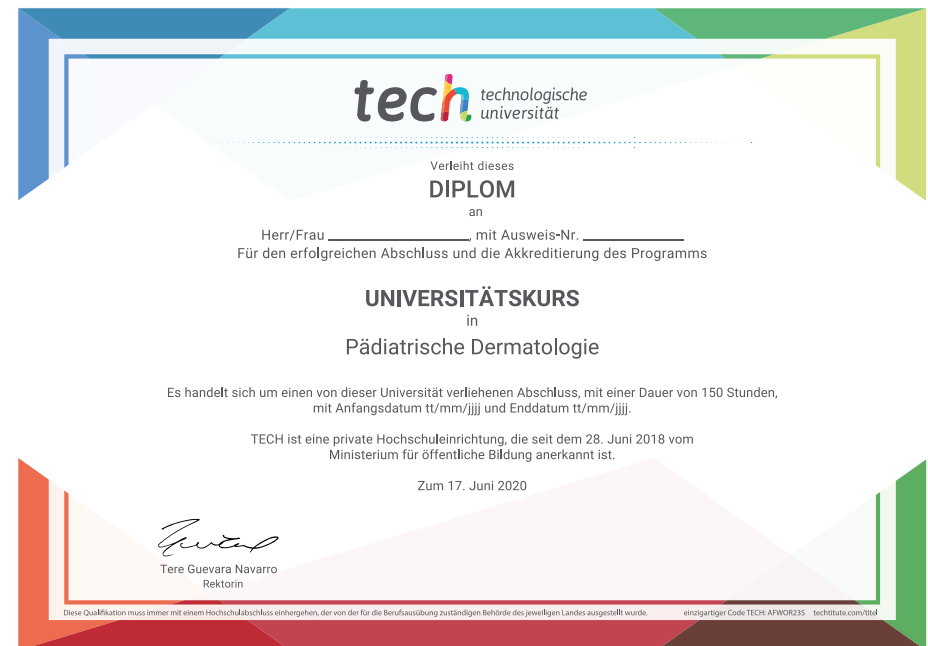 tech technologische
universität
Verleiht dieses
DIPLOM
an
Herr/Frau ________________, mit Ausweis-Nr. ____________
Für den erfolgreichen Abschluss und die Akkreditierung des Programms
UNIVERSITÄTSKURS
in
Pädiatrische Dermatologie
Es handelt sich um einen von dieser Universität verliehenen Abschluss, mit einer Dauer von 150 Stunden,
mit Anfangsdatum tt/mm/jjjj und Enddatum tt/mm/jjjj.
TECH ist eine private Hochschuleinrichtung, die seit dem 28. Juni 2018 vom
Ministerium für öffentliche Bildung anerkannt ist.
Zum 17. Juni 2020
Tere Guevara Navarro
Rektorin
Diese Qualifikation muss immer mit einem Hochschulabschluss einhergehen, der von der für die Berufsausübung zuständigen Behörde des jeweiligen Landes ausgestellt wurde. einzigartiger Code TECH: AFWOR23S techtitute.com/titel